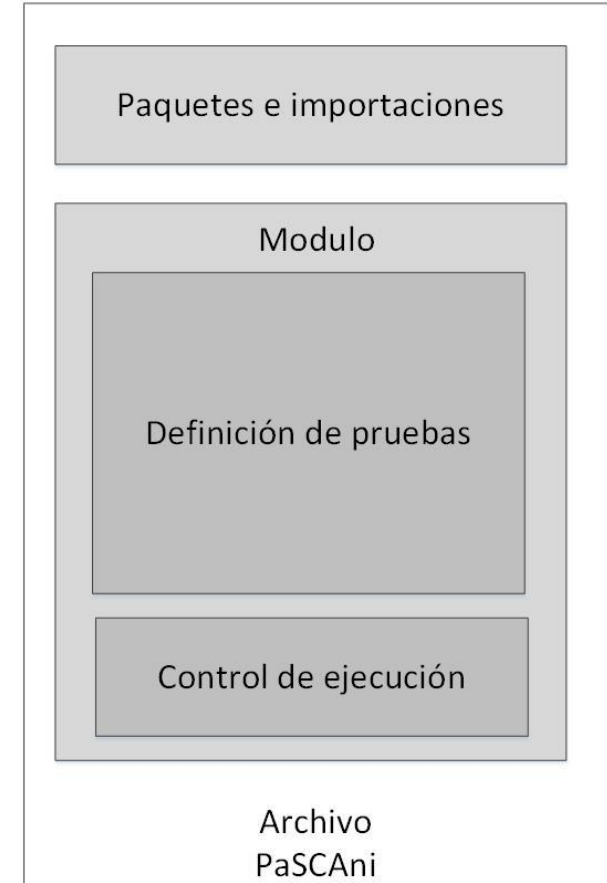 Paquetes e importaciones
Modulo
Definición de pruebas
Control de ejecución
Archivo
PaSCAni